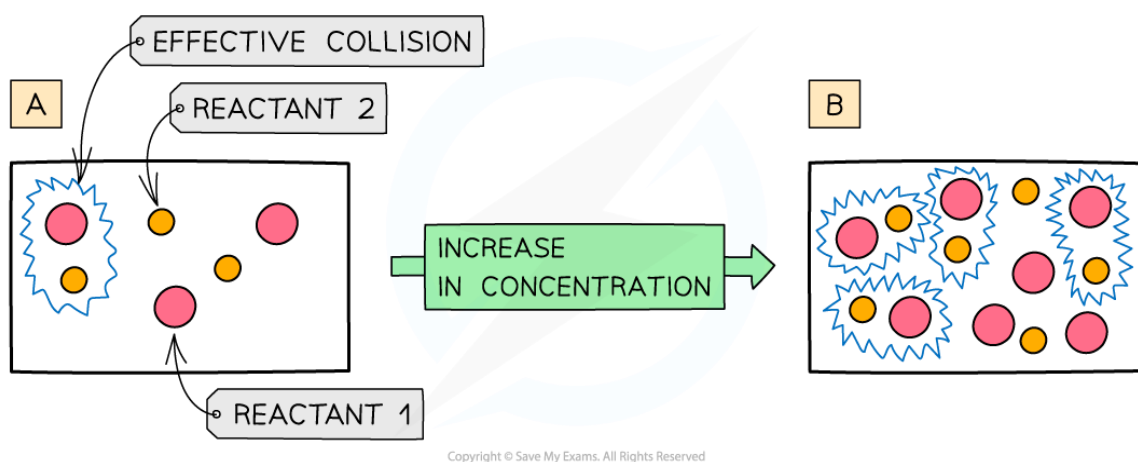 EFFECTIVE COLLISION
A
REACTANT 2
B
INCREASE
IN CONCENTRATION
REACTANT 1
Copyright © Save My Exams. All Rights Reserved